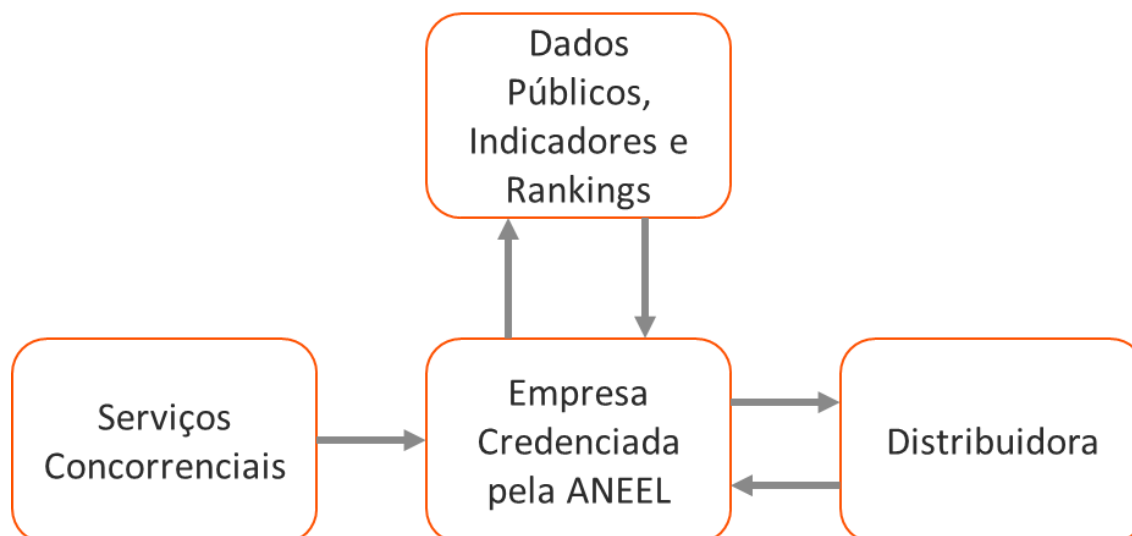 Dados
Públicos,
Indicadores e
Rankings
Serviços
Concorrenciais
Empresa
Credenciada
pela ANEEL
Distribuidora